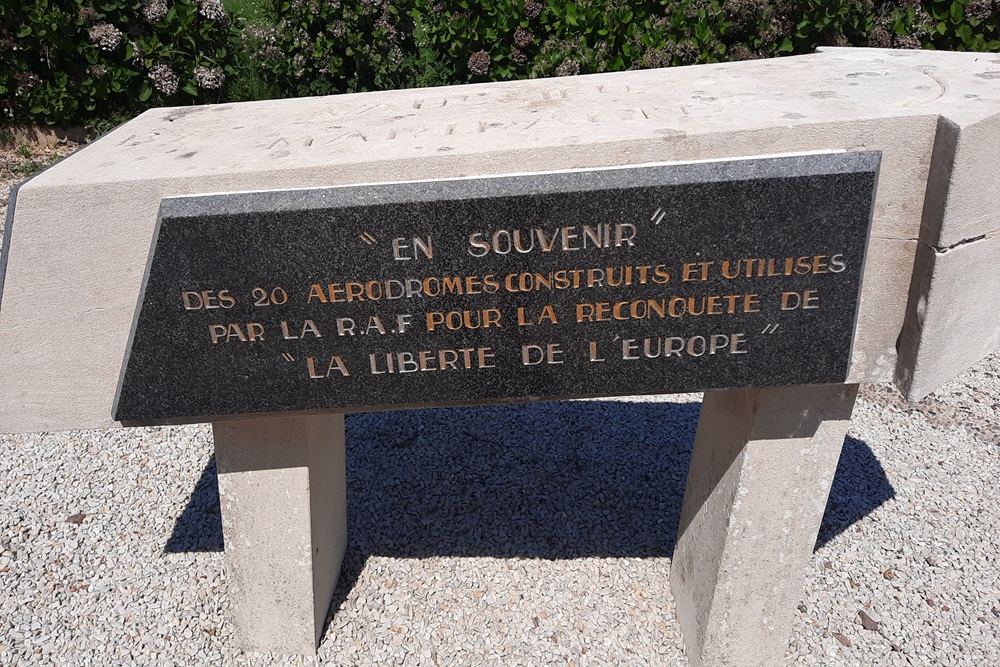 " EN SOUVENIR "
DES 20 AERODROMES CONSTRUITS ET UTILISES
PAR LA R.A.F POUR LA RECONQUETE DE
" LA LIBERTE DE L'EUROPE "